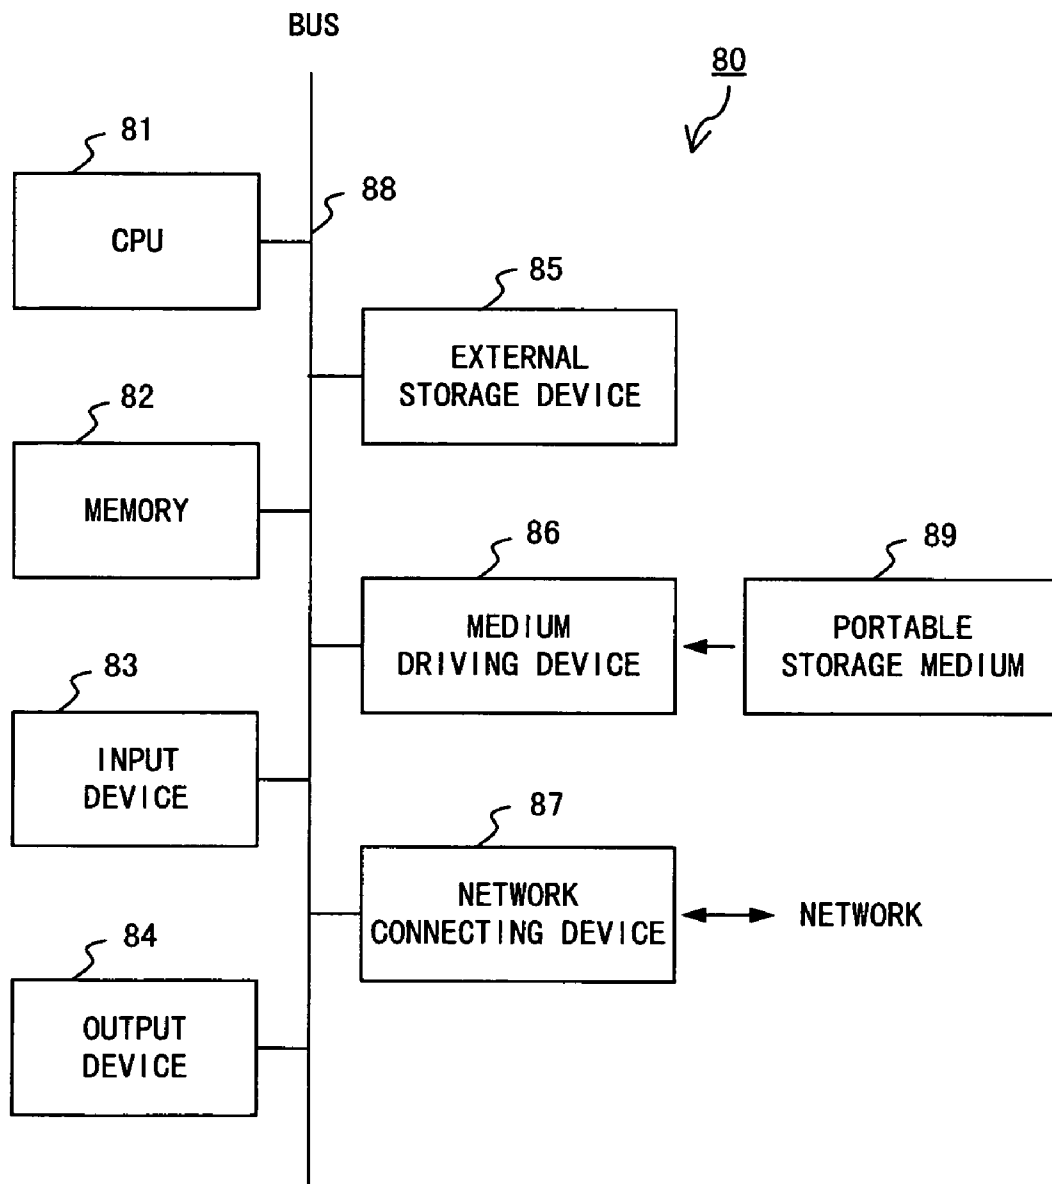 BUS
80
81
CPU
88
85
EXTERNAL
STORAGE DEVICE
82
MEMORY
86
MEDIUM
DRIVING DEVICE
89
PORTABLE
STORAGE MEDIUM
83
INPUT
DEVICE
87
NETWORK
CONNECTING DEVICE
NETWORK
84
OUTPUT
DEVICE